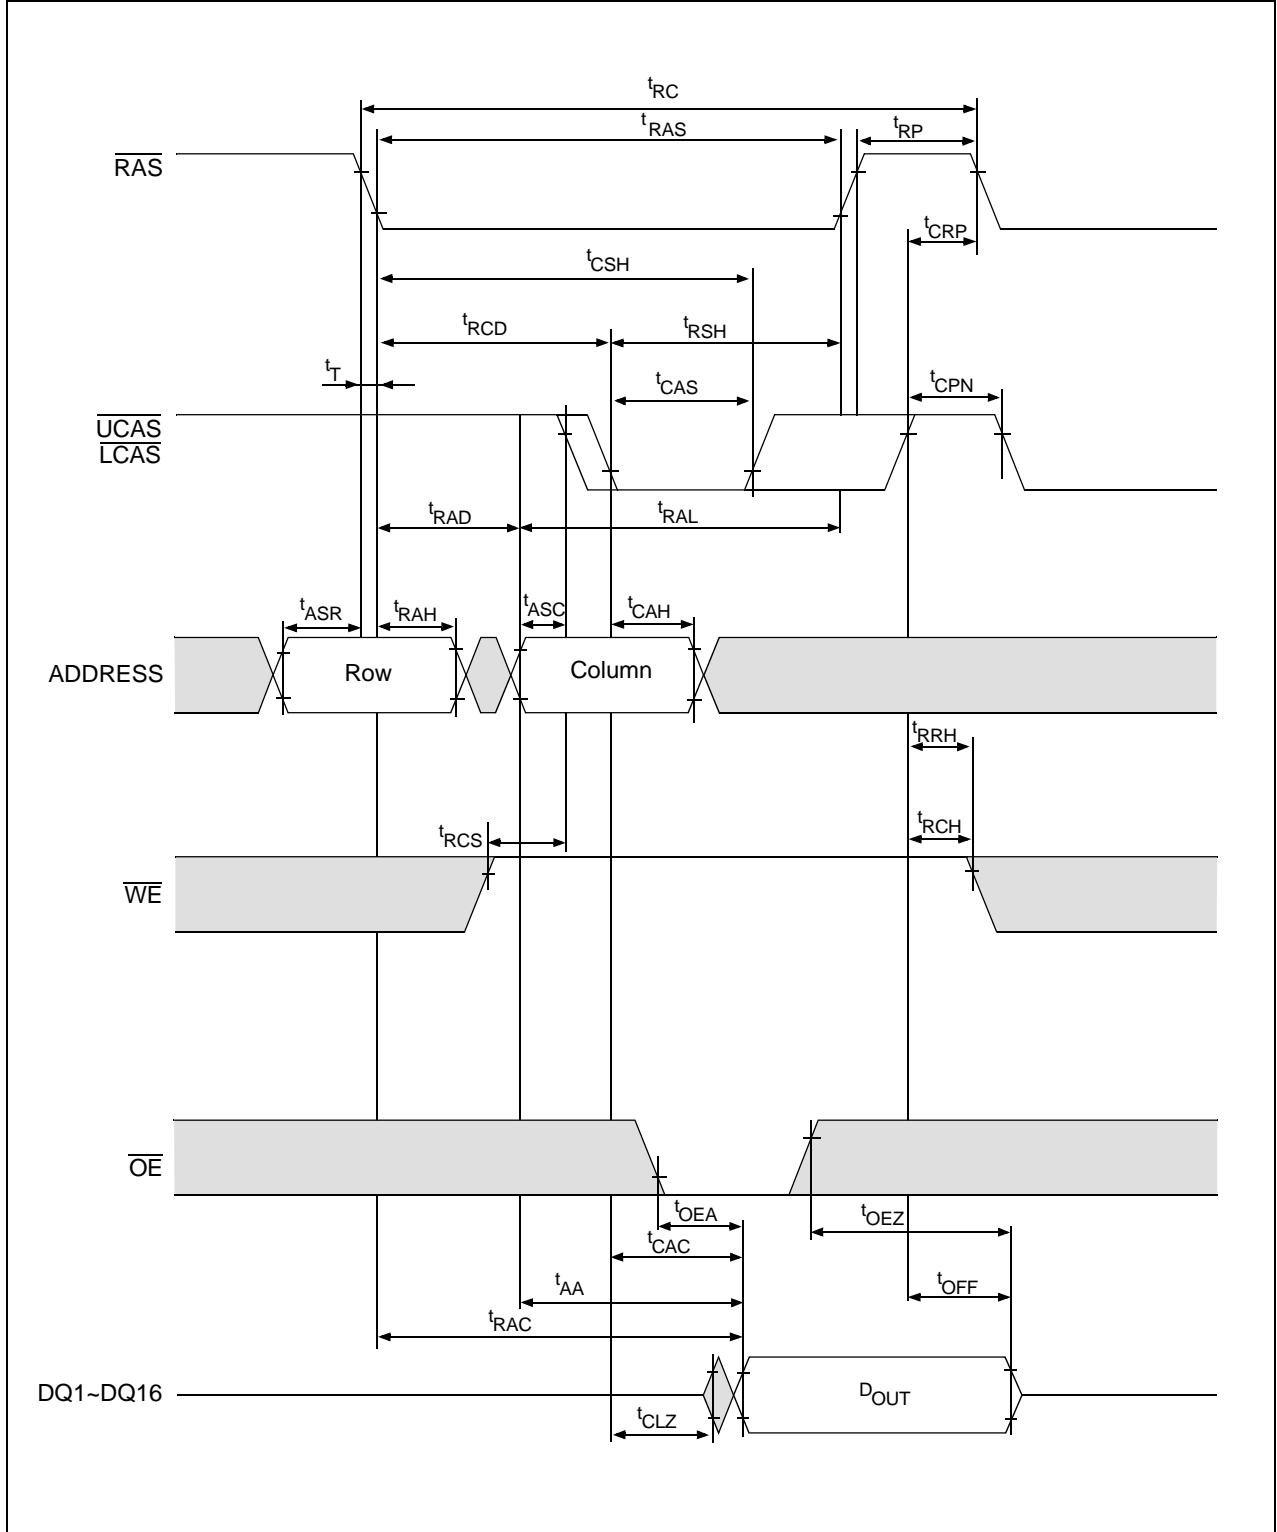 tRC
tRAS
tRP
RAS
tCRP
tCSH
tRCD
tRSH
tT
tCAS
tCPN
UCAS
LCAS
tRAD
tRAL
tASR
tRAH
tASC
tCAH
ADDRESS
Row
Column
tRRH
tRCS
tRCH
WE
OE
tOEA
tOEZ
tCAC
tAA
tOFF
tRAC
DQ1~DQ16
DOUT
tCLZ